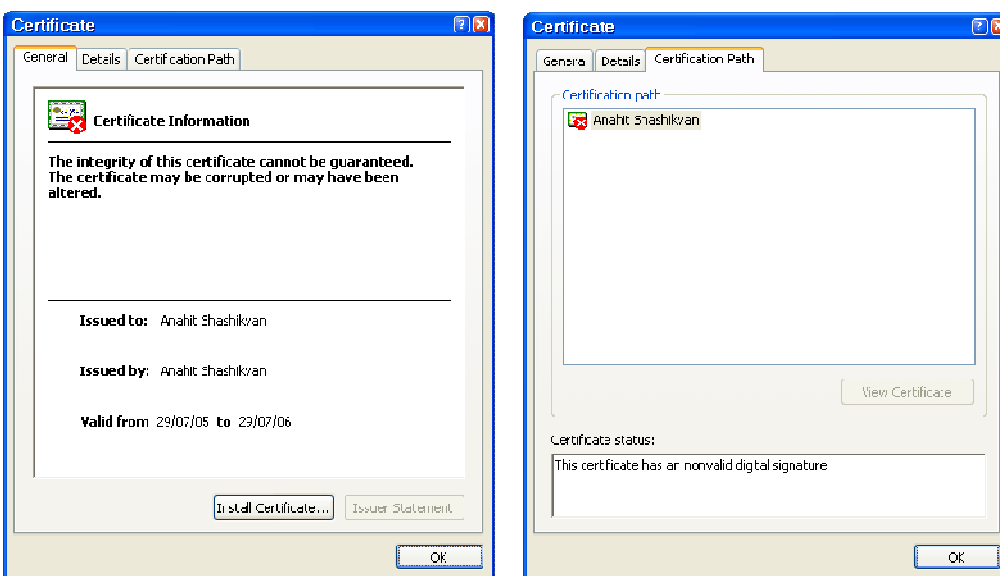 Certificate
General Details Certification Path
Certificate Information
The integrity of this certificate cannot be guaranteed.
The certificate may be corrupted or may have been
altered.
Issued to: Anahit Shashikyan
Issued by: Anahit Shashikyan
Valid from 29/07/05 to 29/07/06
Install Certificate... Issuer Statement
OK
Certificate
General Details Certification Path
Certification path
Anahit Shashikyan
View Certificate
Certificate status:
This certificate has an nonvalid digital signature
OK